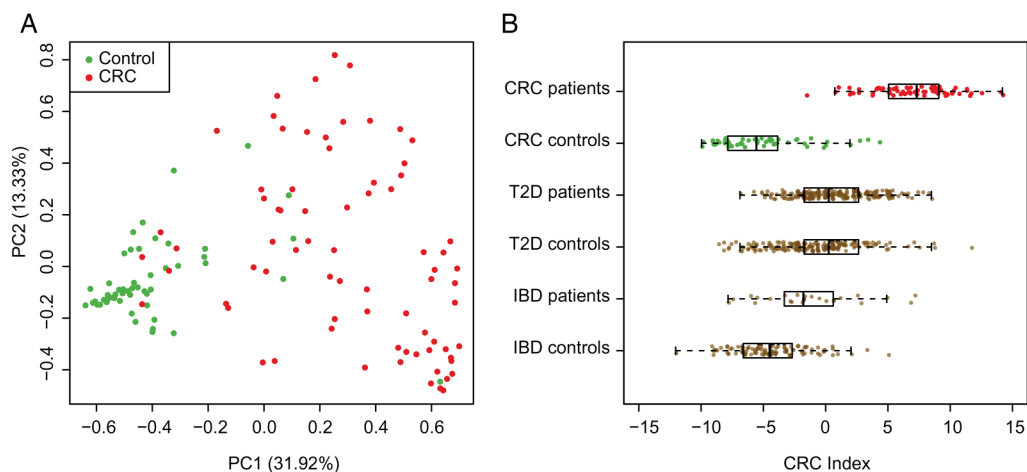 A
Control
CRC
0.8
0.6
0.4
0.2
0.0
−0.2
−0.4
PC2 (13.33%)
−0.6 −0.4 −0.2 0.0 0.2 0.4 0.6
PC1 (31.92%)
B
CRC patients
CRC controls
T2D patients
T2D controls
IBD patients
IBD controls
−15 −10 −5 0 5 10 15
CRC Index